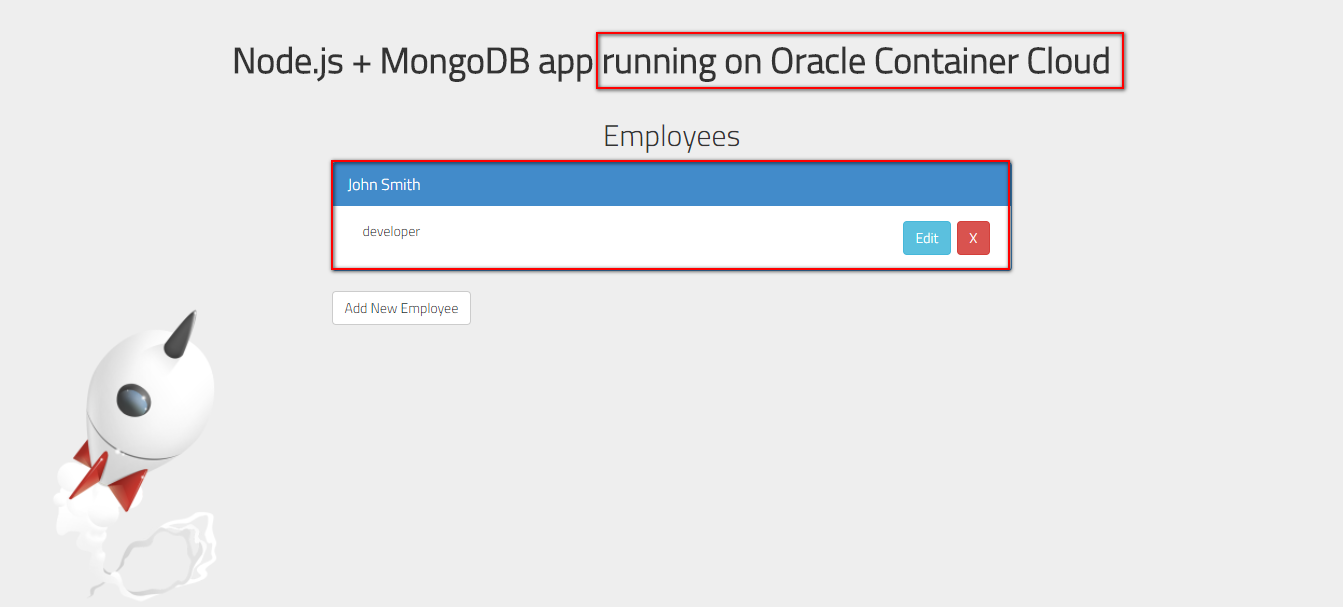 Node.js + MongoDB app running on Oracle Container Cloud
Employees
John Smith
developer
Edit
X
Add New Employee